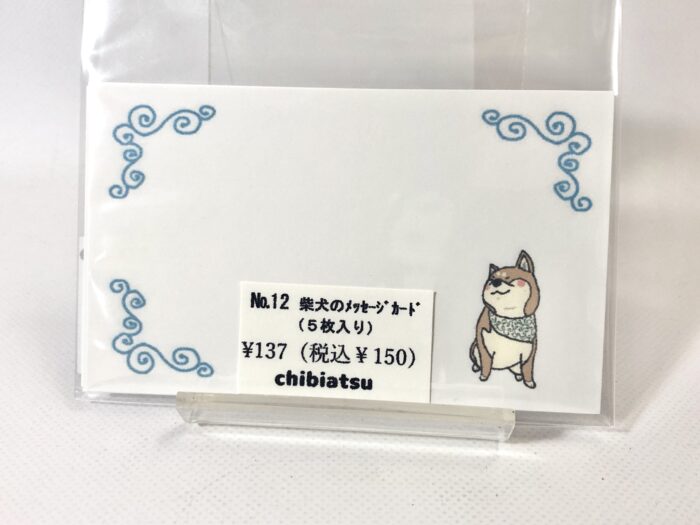 No.12 柴犬のﾒｯｾｰｼﾞｶｰﾄﾞ
(5枚入り)
¥137 (税込¥150)
chibiatsu